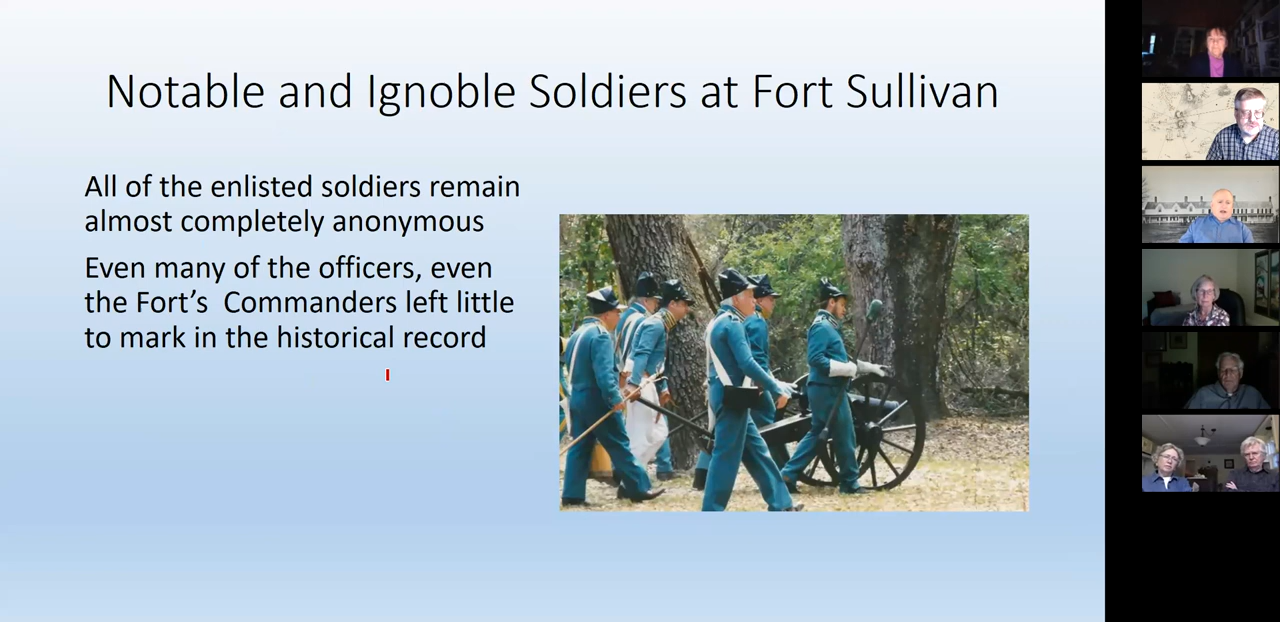 Notable and Ignoble Soldiers at Fort Sullivan
All of the enlisted soldiers remain
almost completely anonymous
Even many of the officers, even
the Fort’s  Commanders left little
to mark in the historical record